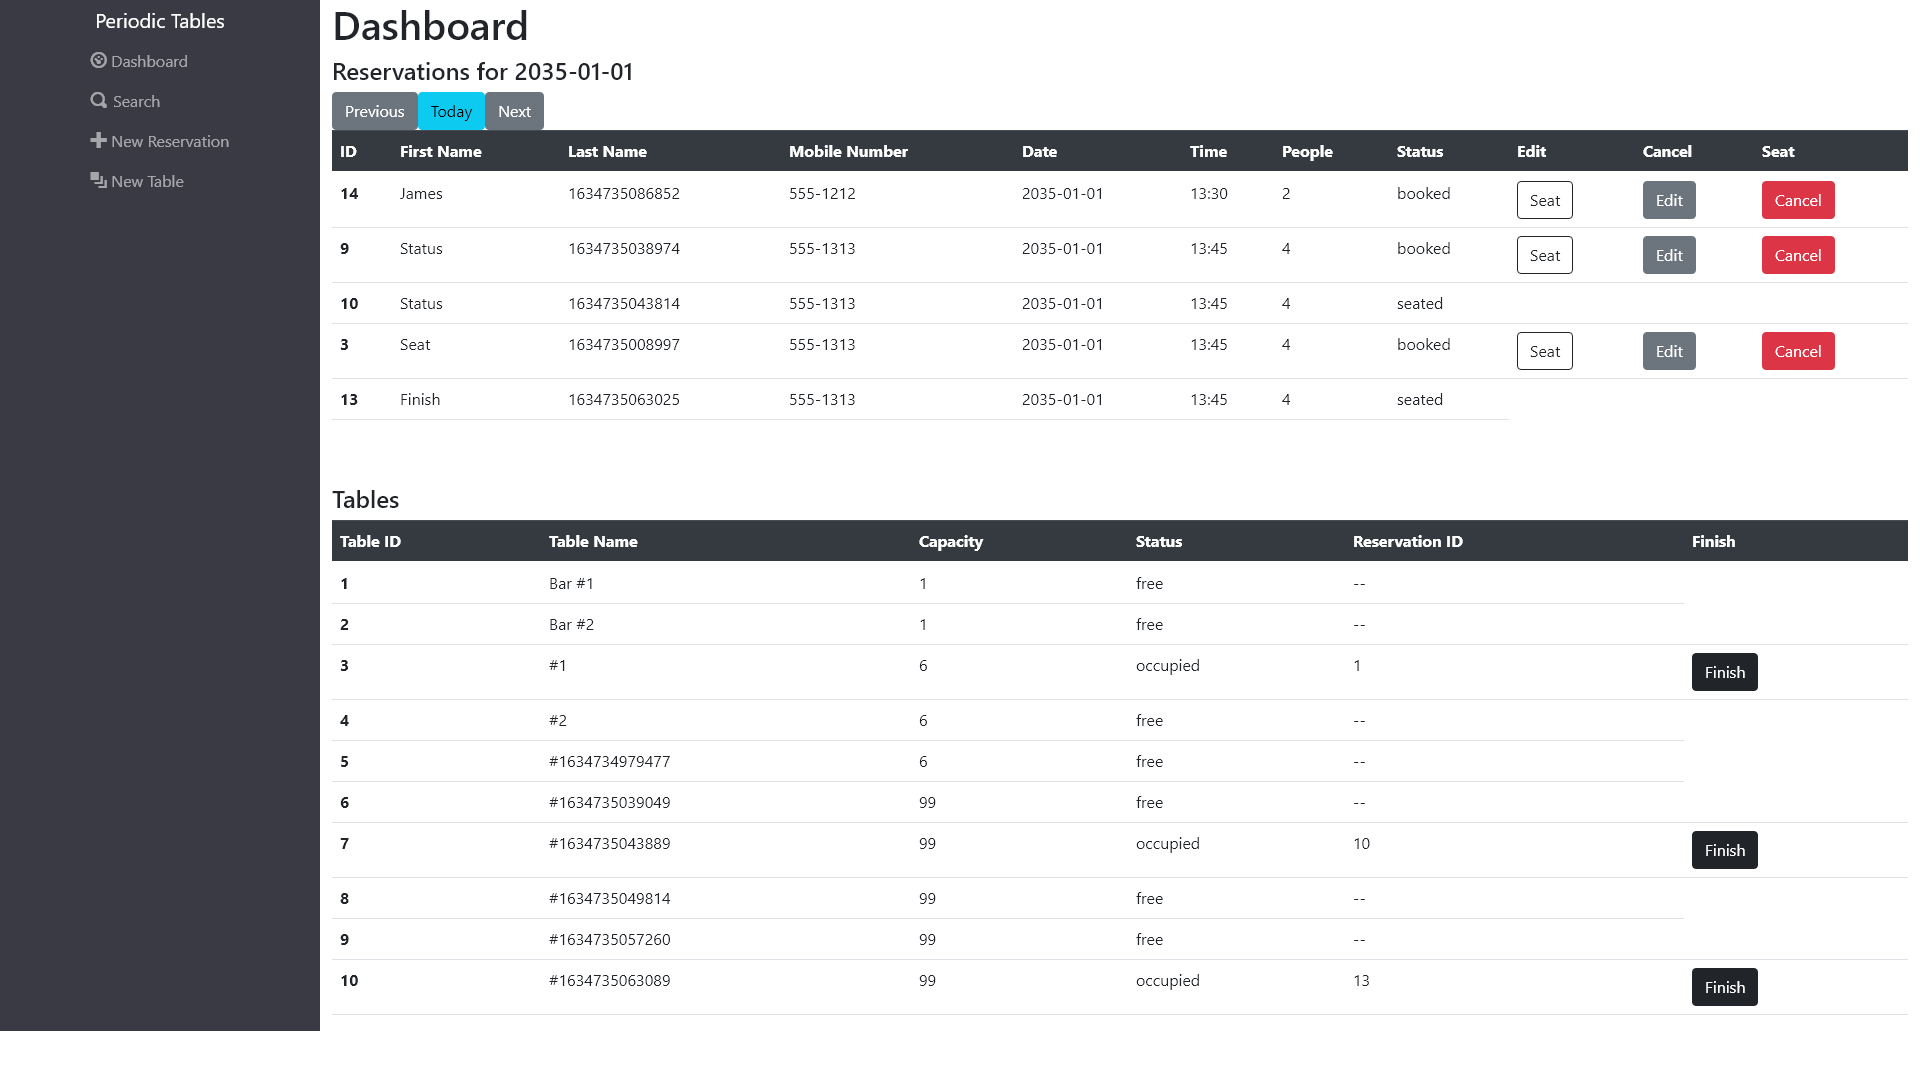 Periodic Tables
Dashboard
Search
New Reservation
New Table
Dashboard
Reservations for 2035-01-01
Previous Today Next
ID First Name Last Name Mobile Number Date Time People Status Edit Cancel Seat
14 James 1634735086852 555-1212 2035-01-01 13:30 2 booked Seat Edit Cancel
9 Status 1634735038974 555-1313 2035-01-01 13:45 4 booked Seat Edit Cancel
10 Status 1634735043814 555-1313 2035-01-01 13:45 4 seated
3 Seat 1634735008997 555-1313 2035-01-01 13:45 4 booked Seat Edit Cancel
13 Finish 1634735063025 555-1313 2035-01-01 13:45 4 seated
Tables
Table ID Table Name Capacity Status Reservation ID Finish
1 Bar #1 1 free --
2 Bar #2 1 free --
3 #1 6 occupied 1 Finish
4 #2 6 free --
5 #1634734979477 6 free --
6 #1634735039049 99 free --
7 #1634735043889 99 occupied 10 Finish
8 #1634735049814 99 free --
9 #1634735057260 99 free --
10 #1634735063089 99 occupied 13 Finish